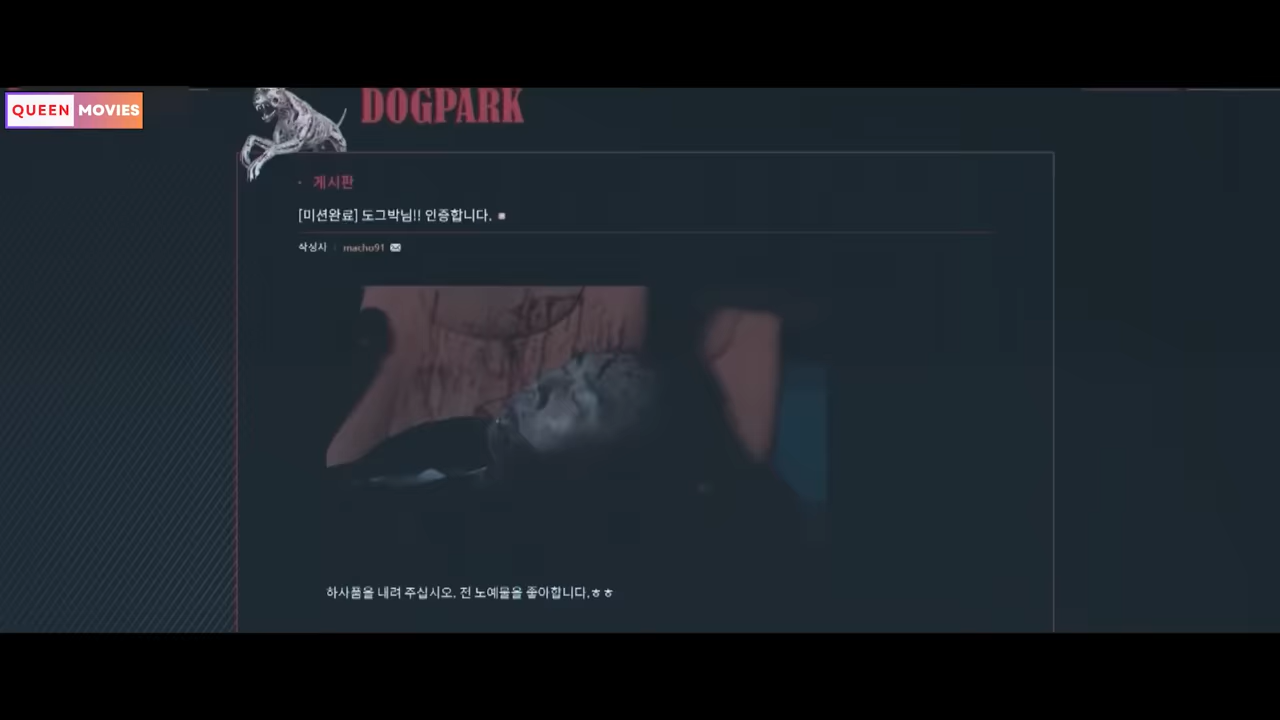 QUEEN MOVIES
DOGPARK
게시판
[미션완료] 도그박님!! 인증합니다.
작성자 macho91
하사품을 내려 주십시오. 전 노예물을 좋아합니다.ㅎㅎ